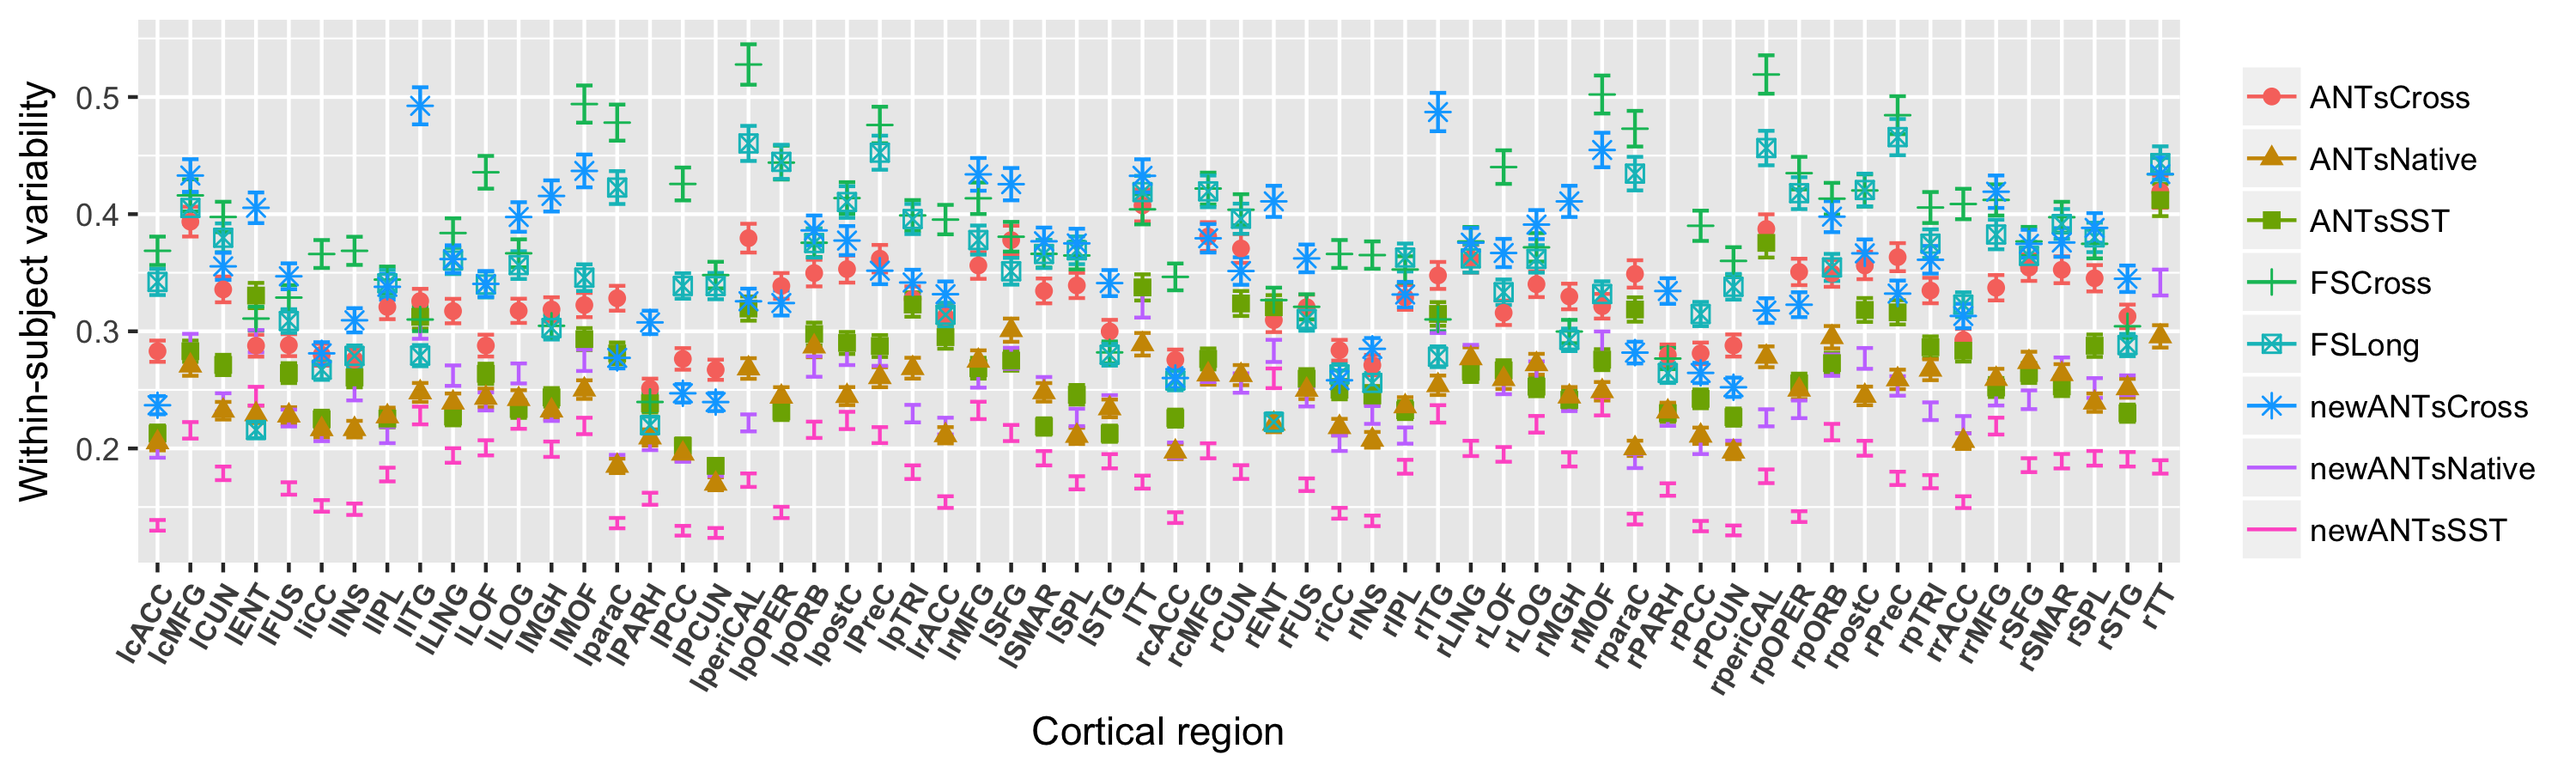 Within-subject variability
0.5
0.4
0.3
0.2
lcACC
lcMFG
lCUN
lENT
lFUS
liCC
lINS
lIPL
lITG
lLING
lLOF
lLOG
lMGH
lMOF
lparaC
lPARH
lPCC
lPCUN
lperiCAL
lpOPER
lpORB
lpostC
lPreC
lpTRI
lrACC
lrMFG
lSFG
lSMAR
lSPL
lSTG
lTT
rcACC
rcMFG
rCUN
rENT
rFUS
riCC
rINS
rIPL
rITG
rLING
rLOF
rLOG
rMGH
rMOF
rparaC
rPARH
rPCC
rPCUN
rperiCAL
rpOPER
rpORB
rpostC
rPreC
rpTRI
rrACC
rrMFG
rSFG
rSMAR
rSPL
rSTG
rTT
Cortical region
ANTsCross
ANTsNative
ANTsSST
FSCross
FSLong
newANTsCross
newANTsNative
newANTsSST